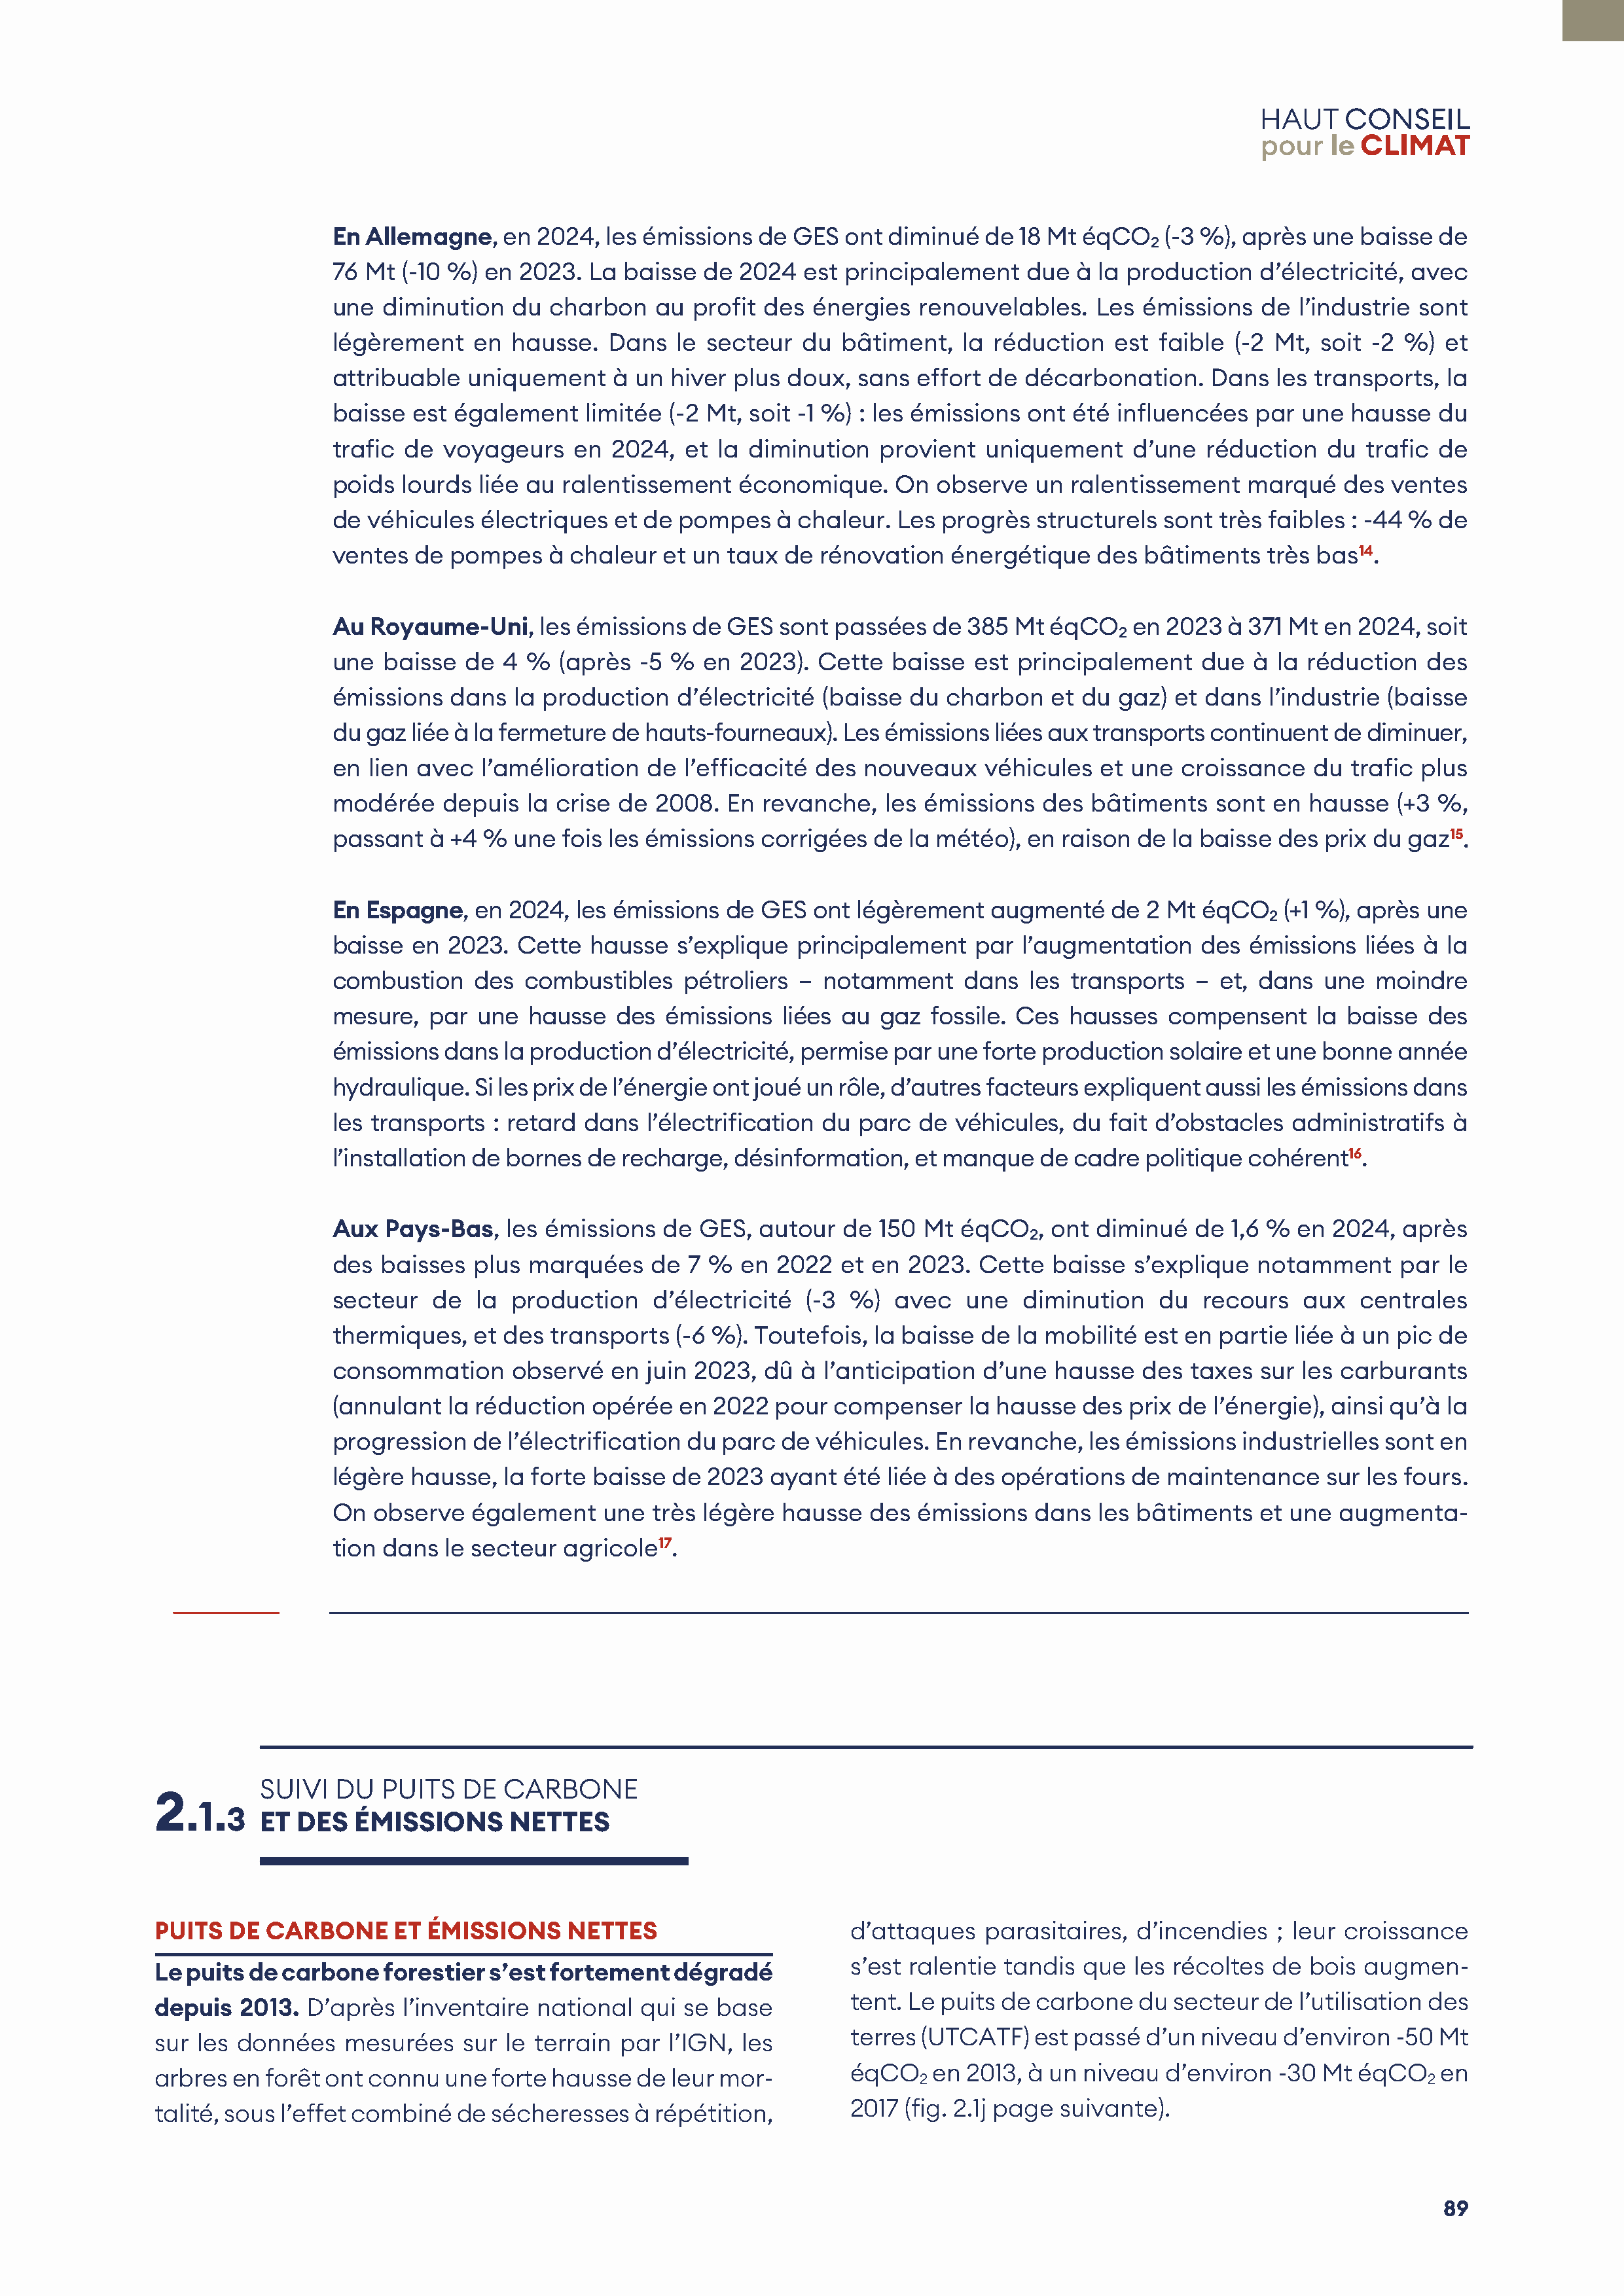 HAUT CONSEIL
pour le CLIMAT
En Allemagne, en 2024, les émissions de GES ont diminué de 18 Mt éqCO₂ (-3 %), après une baisse de
76 Mt (-10 %) en 2023. La baisse de 2024 est principalement due à la production d’électricité, avec
une diminution du charbon au profit des énergies renouvelables. Les émissions de l’industrie sont
légèrement en hausse. Dans le secteur du bâtiment, la réduction est faible (-2 Mt, soit -2 %) et
attribuable uniquement à un hiver plus doux, sans effort de décarbonation. Dans les transports, la
baisse est également limitée (-2 Mt, soit -1 %) : les émissions ont été influencées par une hausse du
trafic de voyageurs en 2024, et la diminution provient uniquement d’une réduction du trafic de
poids lourds liée au ralentissement économique. On observe un ralentissement marqué des ventes
de véhicules électriques et de pompes à chaleur. Les progrès structurels sont très faibles : -44 % de
ventes de pompes à chaleur et un taux de rénovation énergétique des bâtiments très bas¹⁴.
Au Royaume-Uni, les émissions de GES sont passées de 385 Mt éqCO₂ en 2023 à 371 Mt en 2024, soit
une baisse de 4 % (après -5 % en 2023). Cette baisse est principalement due à la réduction des
émissions dans la production d’électricité (baisse du charbon et du gaz) et dans l’industrie (baisse
du gaz liée à la fermeture de hauts-fourneaux). Les émissions liées aux transports continuent de diminuer,
en lien avec l’amélioration de l’efficacité des nouveaux véhicules et une croissance du trafic plus
modérée depuis la crise de 2008. En revanche, les émissions des bâtiments sont en hausse (+3 %,
passant à +4 % une fois les émissions corrigées de la météo), en raison de la baisse des prix du gaz¹⁵.
En Espagne, en 2024, les émissions de GES ont légèrement augmenté de 2 Mt éqCO₂ (+1 %), après une
baisse en 2023. Cette hausse s’explique principalement par l’augmentation des émissions liées à la
combustion des combustibles pétroliers – notamment dans les transports – et, dans une moindre
mesure, par une hausse des émissions liées au gaz fossile. Ces hausses compensent la baisse des
émissions dans la production d’électricité, permise par une forte production solaire et une bonne année
hydraulique. Si les prix de l’énergie ont joué un rôle, d’autres facteurs expliquent aussi les émissions dans
les transports : retard dans l’électrification du parc de véhicules, du fait d’obstacles administratifs à
l’installation de bornes de recharge, désinformation, et manque de cadre politique cohérent¹⁶.
Aux Pays-Bas, les émissions de GES, autour de 150 Mt éqCO₂, ont diminué de 1,6 % en 2024, après
des baisses plus marquées de 7 % en 2022 et en 2023. Cette baisse s’explique notamment par le
secteur de la production d’électricité (-3 %) avec une diminution du recours aux centrales
thermiques, et des transports (-6 %). Toutefois, la baisse de la mobilité est en partie liée à un pic de
consommation observé en juin 2023, dû à l’anticipation d’une hausse des taxes sur les carburants
(annulant la réduction opérée en 2022 pour compenser la hausse des prix de l’énergie), ainsi qu’à la
progression de l’électrification du parc de véhicules. En revanche, les émissions industrielles sont en
légère hausse, la forte baisse de 2023 ayant été liée à des opérations de maintenance sur les fours.
On observe également une très légère hausse des émissions dans les bâtiments et une augmenta-
tion dans le secteur agricole¹⁷.
2.1.3 SUIVI DU PUITS DE CARBONE
ET DES ÉMISSIONS NETTES
PUITS DE CARBONE ET ÉMISSIONS NETTES
Le puits de carbone forestier s’est fortement dégradé
depuis 2013. D’après l’inventaire national qui se base
sur les données mesurées sur le terrain par l’IGN, les
arbres en forêt ont connu une forte hausse de leur mor-
talité, sous l’effet combiné de sécheresses à répétition,
d’attaques parasitaires, d’incendies ; leur croissance
s’est ralentie tandis que les récoltes de bois augmen-
tent. Le puits de carbone du secteur de l’utilisation des
terres (UTCATF) est passé d’un niveau d’environ -50 Mt
éqCO₂ en 2013, à un niveau d’environ -30 Mt éqCO₂ en
2017 (fig. 2.1j page suivante).
89